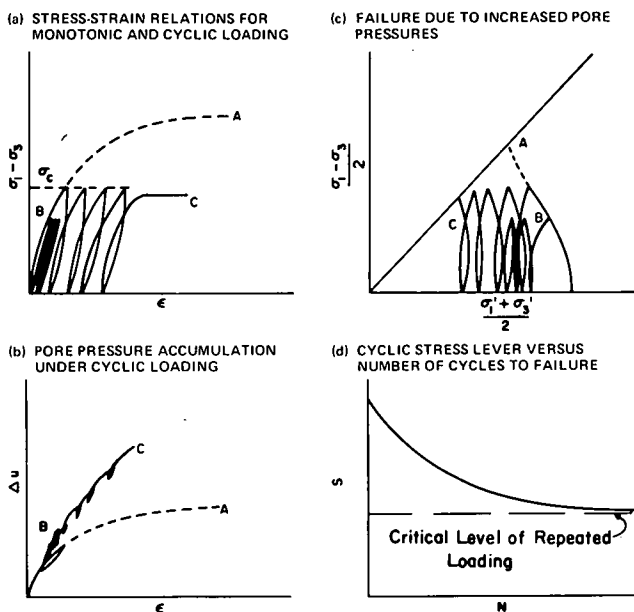 (a) STRESS-STRAIN RELATIONS FOR
MONOTONIC AND CYCLIC LOADING
σ₁ - σ₃
σc
A
B
C
ε
(c) FAILURE DUE TO INCREASED PORE
PRESSURES
σ₁ - σ₃
2
A
B
C
σ₁' + σ₃'
2
(b) PORE PRESSURE ACCUMULATION
UNDER CYCLIC LOADING
Δu
C
B
A
ε
(d) CYCLIC STRESS LEVER VERSUS
NUMBER OF CYCLES TO FAILURE
S
Critical Level of Repeated
Loading
N